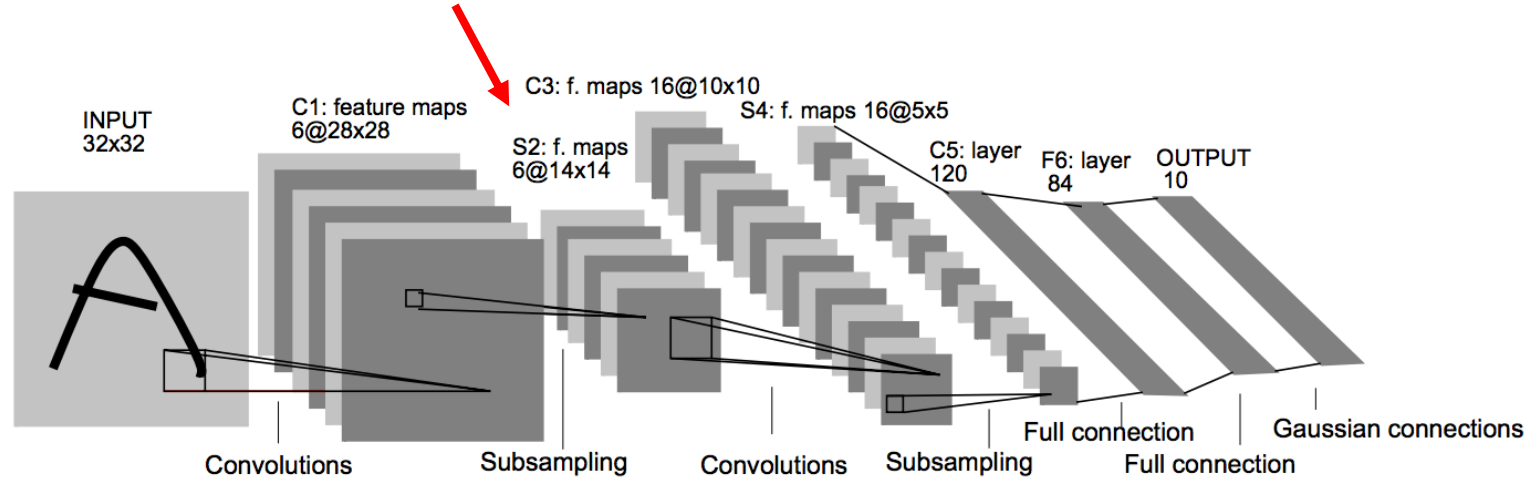 INPUT
32x32
C1: feature maps
6@28x28
S2: f. maps
6@14x14
C3: f. maps 16@10x10
S4: f. maps 16@5x5
C5: layer
120
F6: layer
84
OUTPUT
10
Convolutions
Subsampling
Convolutions
Subsampling
Full connection
Full connection
Gaussian connections